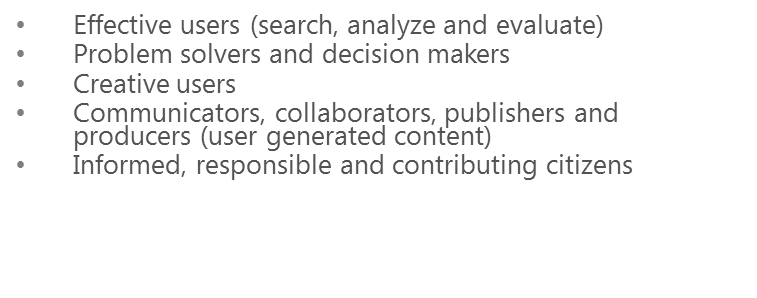 • Effective users (search, analyze and evaluate)
• Problem solvers and decision makers
• Creative users
• Communicators, collaborators, publishers and
producers (user generated content)
• Informed, responsible and contributing citizens